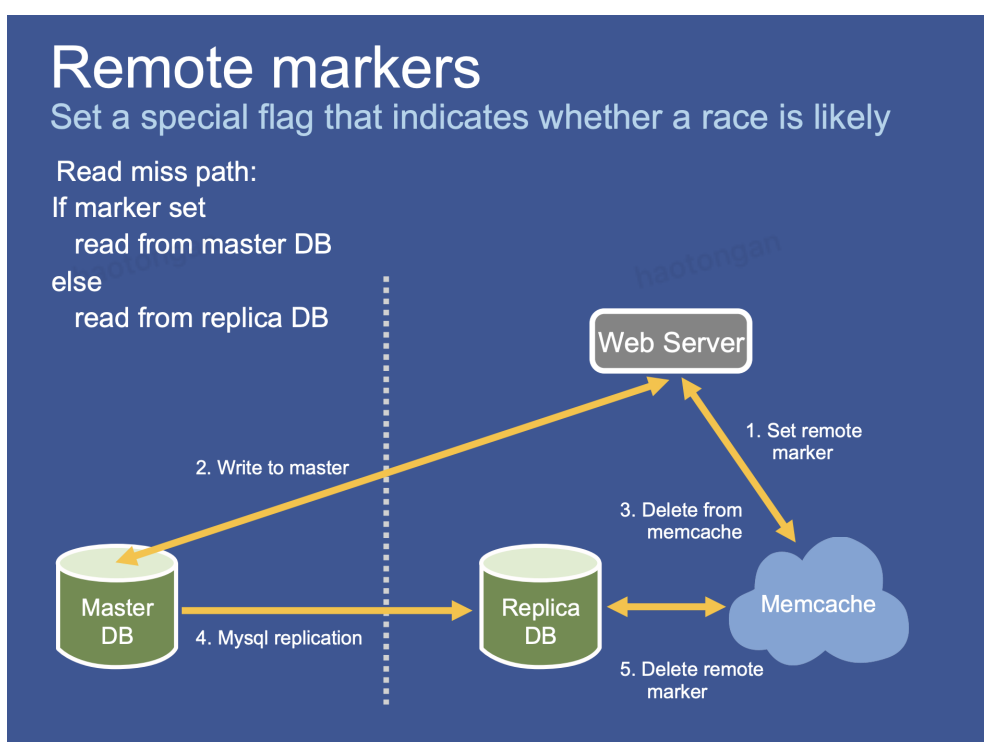 Remote markers
Set a special flag that indicates whether a race is likely
Read miss path:
If marker set
read from master DB
else
read from replica DB
haotongan
haotongan
Web Server
1. Set remote
marker
2. Write to master
3. Delete from
memcache
Master
DB
Replica
DB
Memcache
4. Mysql replication
5. Delete remote
marker